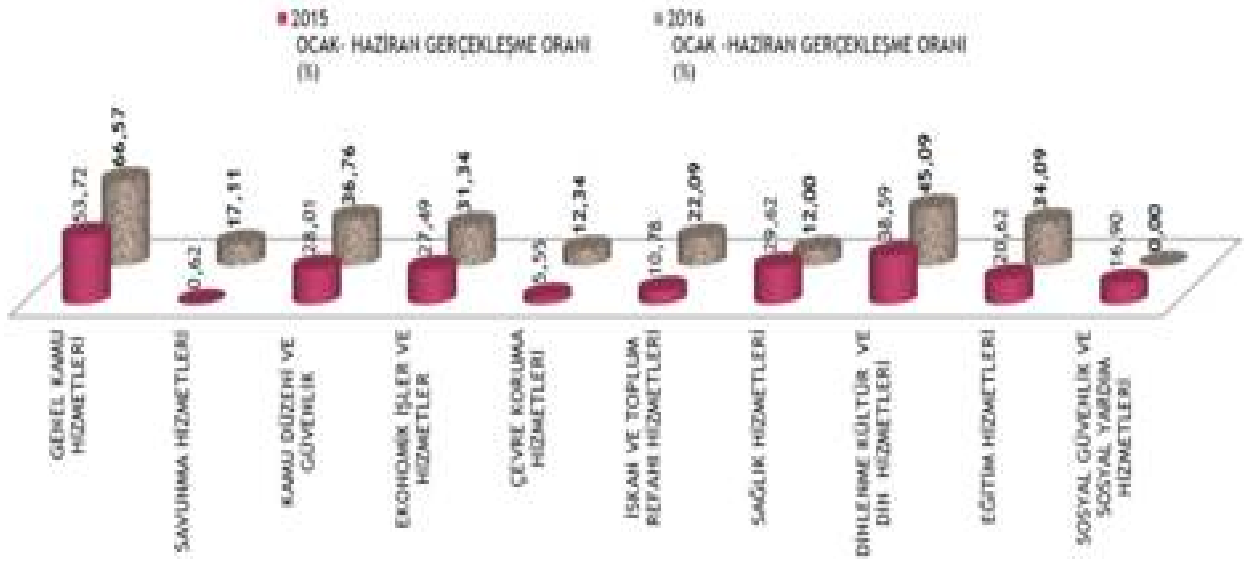 2015
OCAK- HAZİRAN GERÇEKLEŞME ORANI
(%)
2016
OCAK -HAZİRAN GERÇEKLEŞME ORANI
(%)
53,72
66,57
0,62
17,11
28,01
36,76
27,49
31,34
5,55
12,34
10,76
22,09
29,62
12,00
38,59
45,09
20,62
34,09
16,90
0,00
GENEL KAMU
HİZMETLERİ
SAVUNMA HİZMETLERİ
KAMU DÜZENİ VE
GÜVENLİK
EKONOMİK İŞLER VE
HİZMETLER
ÇEVRE KORUMA
HİZMETLERİ
İSKAN VE TOPLUM
REFAHI HİZMETLERİ
SAĞLIK HİZMETLERİ
DİNLENME KÜLTÜR VE
DİN HİZMETLERİ
EĞİTİM HİZMETLERİ
SOSYAL GÜVENLİK VE
SOSYAL YARDIM
HİZMETLERİ